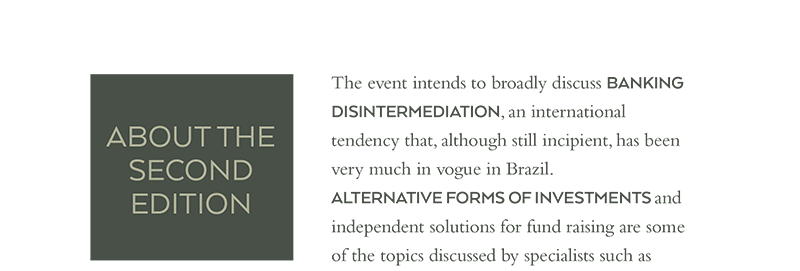 ABOUT THE
SECOND
EDITION
The event intends to broadly discuss BANKING
DISINTERMEDIATION, an international
tendency that, although still incipient, has been
very much in vogue in Brazil.
ALTERNATIVE FORMS OF INVESTMENTS and
independent solutions for fund raising are some
of the topics discussed by specialists such as